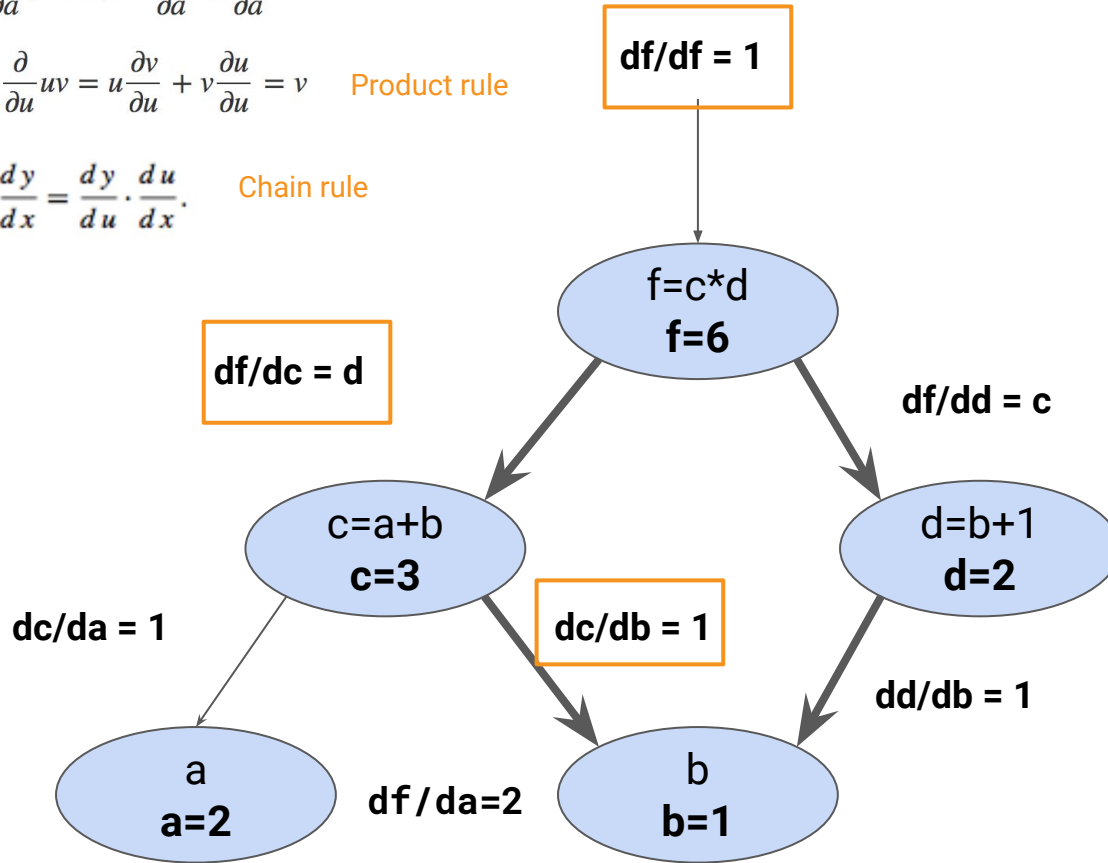 ∂a ∂a ∂a
∂/∂u uv = u ∂v/∂u + v ∂u/∂u = v
Product rule
dy/dx = dy/du · du/dx.
Chain rule
df/df = 1
f=c*d
f=6
df/dc = d
df/dd = c
c=a+b
c=3
d=b+1
d=2
dc/da = 1
dc/db = 1
dd/db = 1
a
a=2
df/da=2
b
b=1